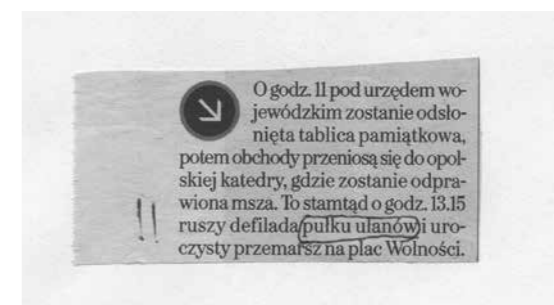 O godz. 11 pod urzędem wo-
jewódzkim zostanie odsło-
nięta tablica pamiątkowa,
potem obchody przeniosą się do opol-
skiej katedry, gdzie zostanie odpra-
wiona msza. To stamtąd o godz. 13.15
!! ruszy defilada pułku ułanów i uro-
czysty przemarsz na plac Wolności.